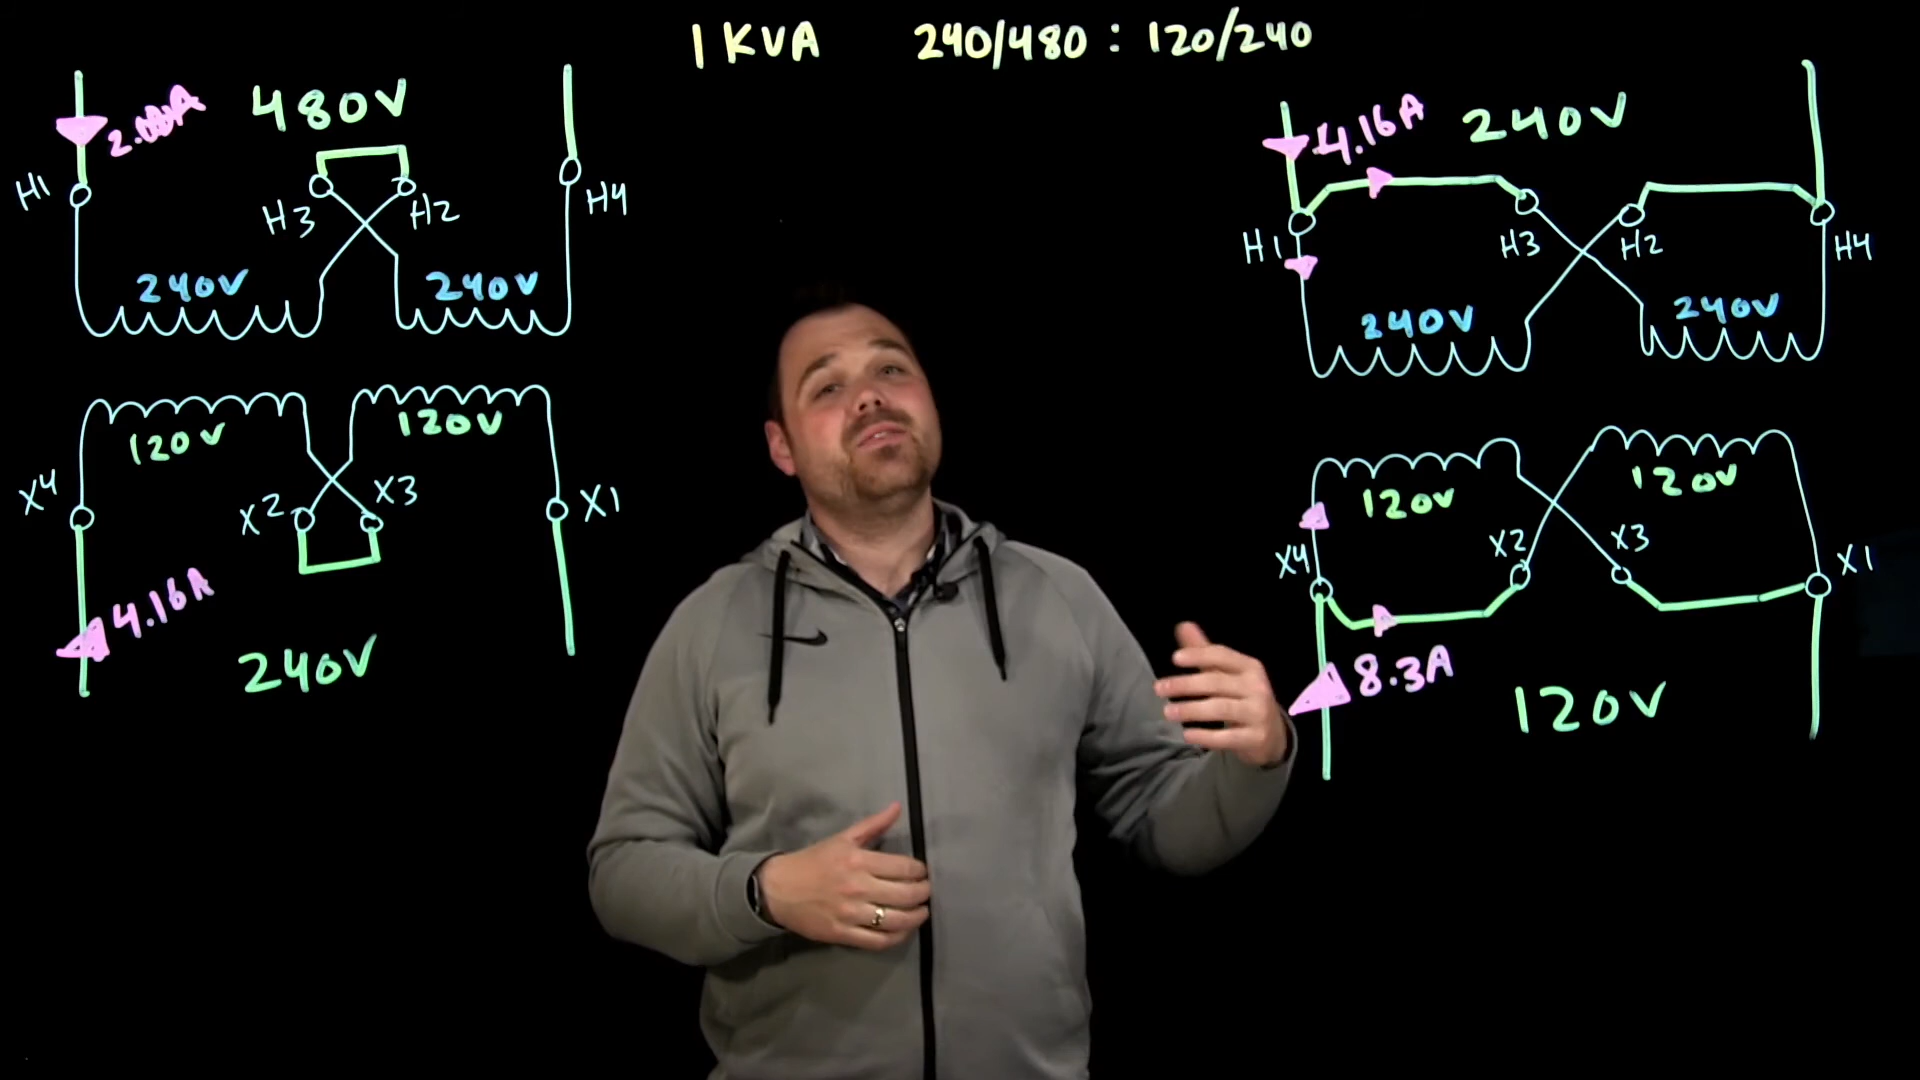 1 KVA 240/480 : 120/240
480V
H1
H3
H2
H4
240V
240V
120V
120V
X4
X2
X3
X1
4.16A
240V
4.16A
240V
H1
H3
H2
H4
240V
240V
120V
120V
X4
X2
X3
X1
8.3A
120V